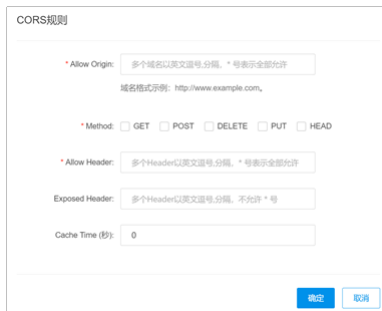 CORS规则
* Allow Origin: 多个域名以英文逗号,分隔、* 号表示全部允许
域名格式示例：http://www.example.com。
* Method: GET POST DELETE PUT HEAD
* Allow Header: 多个Header以英文逗号,分隔、* 号表示全部允许
Exposed Header: 多个Header以英文逗号,分隔、不允许 * 号
Cache Time (秒): 0
确定 取消